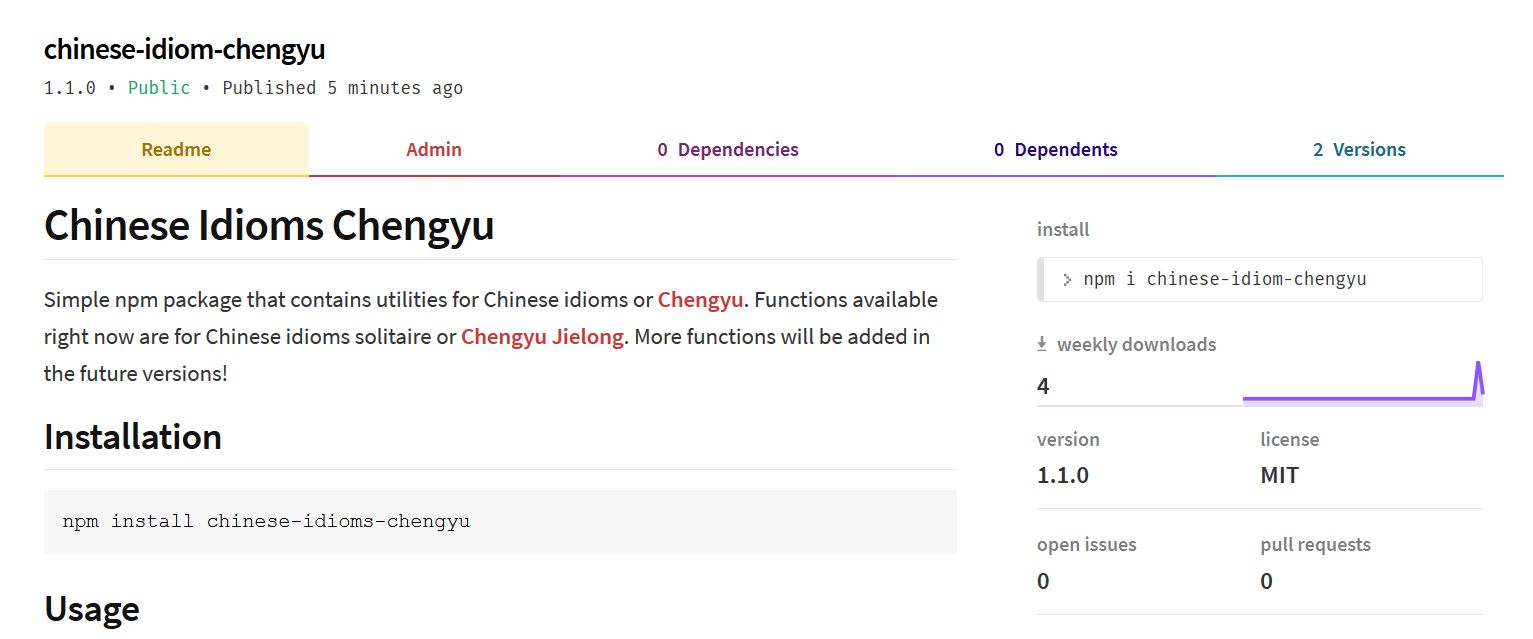 chinese-idiom-chengyu
1.1.0 • Public • Published 5 minutes ago
Readme
Admin
0 Dependencies
0 Dependents
2 Versions
Chinese Idioms Chengyu
Simple npm package that contains utilities for Chinese idioms or Chengyu. Functions available
right now are for Chinese idioms solitaire or Chengyu Jielong. More functions will be added in
the future versions!
Installation
npm install chinese-idioms-chengyu
Usage
install
> npm i chinese-idiom-chengyu
weekly downloads
4
version
1.1.0
license
MIT
open issues
0
pull requests
0